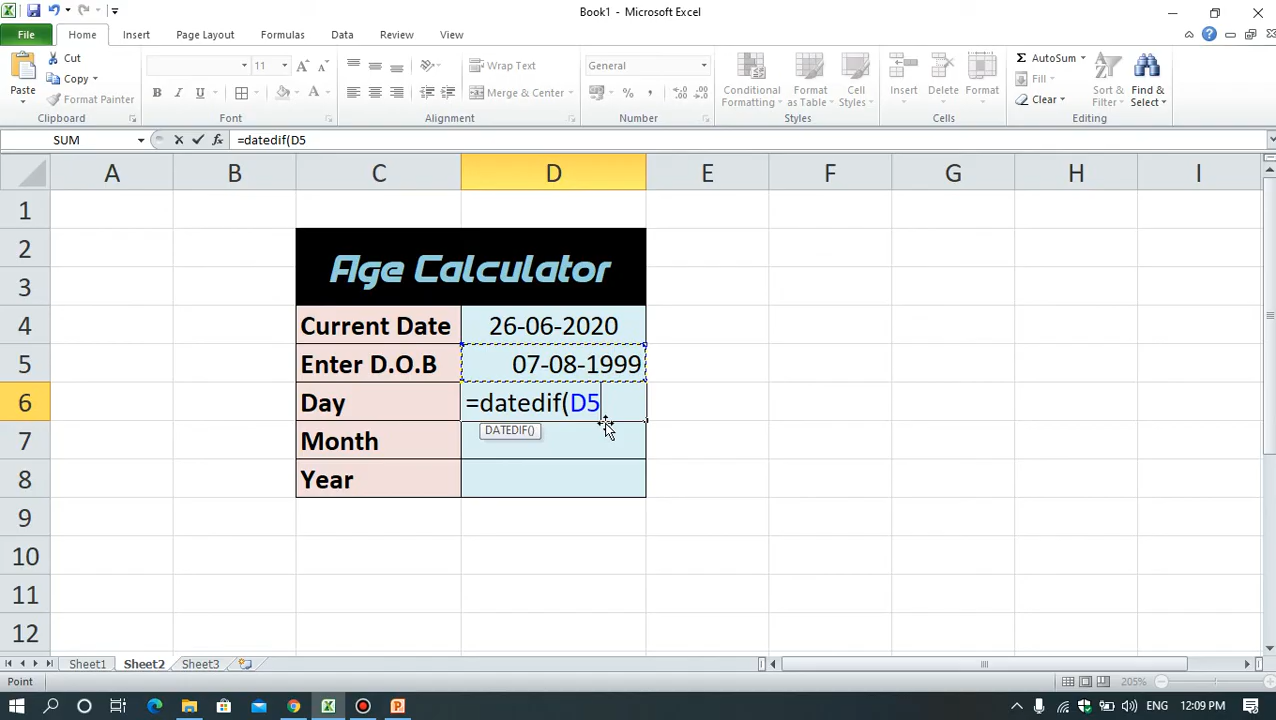 Book1 - Microsoft Excel
File Home Insert Page Layout Formulas Data Review View
Paste
Cut
Copy
Format Painter
Clipboard
11
B I U
Font
Wrap Text
Merge & Center
Alignment
General
Number
Conditional Formatting
Format as Table
Cell Styles
Styles
Insert
Delete
Format
Cells
AutoSum
Fill
Clear
Sort & Filter
Find & Select
Editing
SUM
=datedif(D5
A B C D E F G H I
1
2
3
Age Calculator
4 Current Date 26-06-2020
5 Enter D.O.B 07-08-1999
6 Day =datedif(D5
DATEDIF()
7 Month
8 Year
9
10
11
12
Sheet1 Sheet2 Sheet3
Point
205%
ENG 12:09 PM